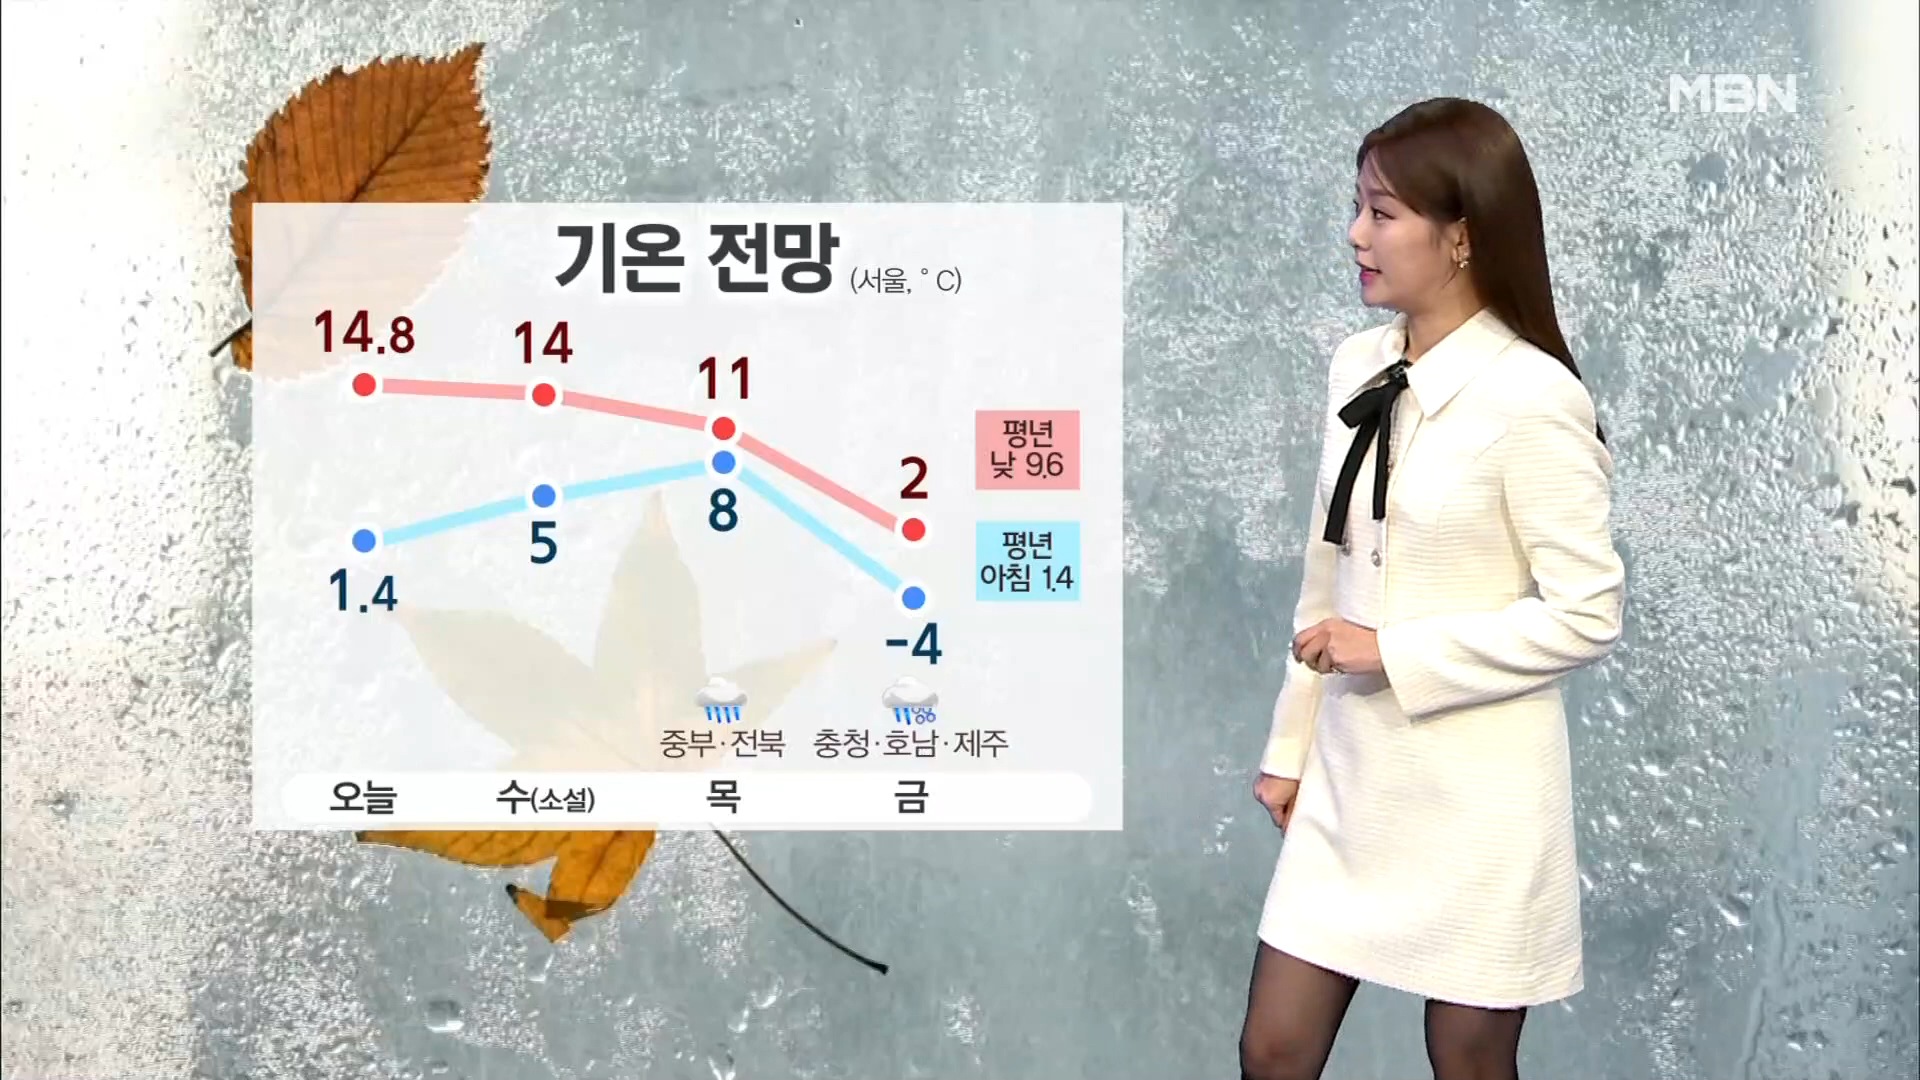 MBN
기온 전망 (서울, °C)
14.8 14 11 2
1.4 5 8 -4
평년
낮 9.6
평년
아침 1.4
중부·전북 충청·호남·제주
오늘 수(소설) 목 금